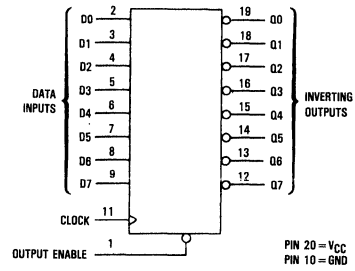 D0 2 19 Q0
D1 3 18 Q1
D2 4 17 Q2
D3 5 16 Q3
D4 6 15 Q4
D5 7 14 Q5
D6 8 13 Q6
D7 9 12 Q7
DATA
INPUTS
INVERTING
OUTPUTS
CLOCK 11
OUTPUT ENABLE 1
PIN 20 = VCC
PIN 10 = GND